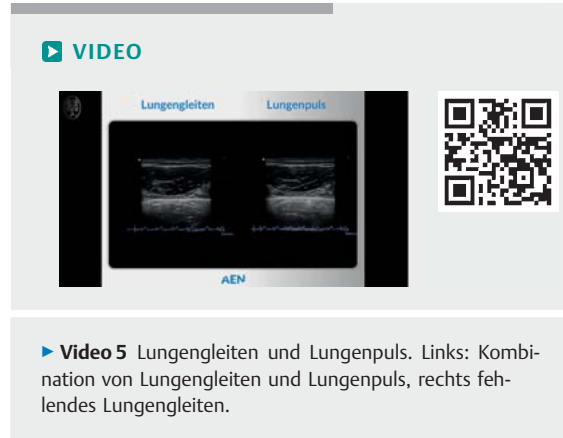 VIDEO
Lungengleiten Lungenpuls
AEN
Video 5 Lungengleiten und Lungenpuls. Links: Kombi-
nation von Lungengleiten und Lungenpuls, rechts feh-
lendes Lungengleiten.